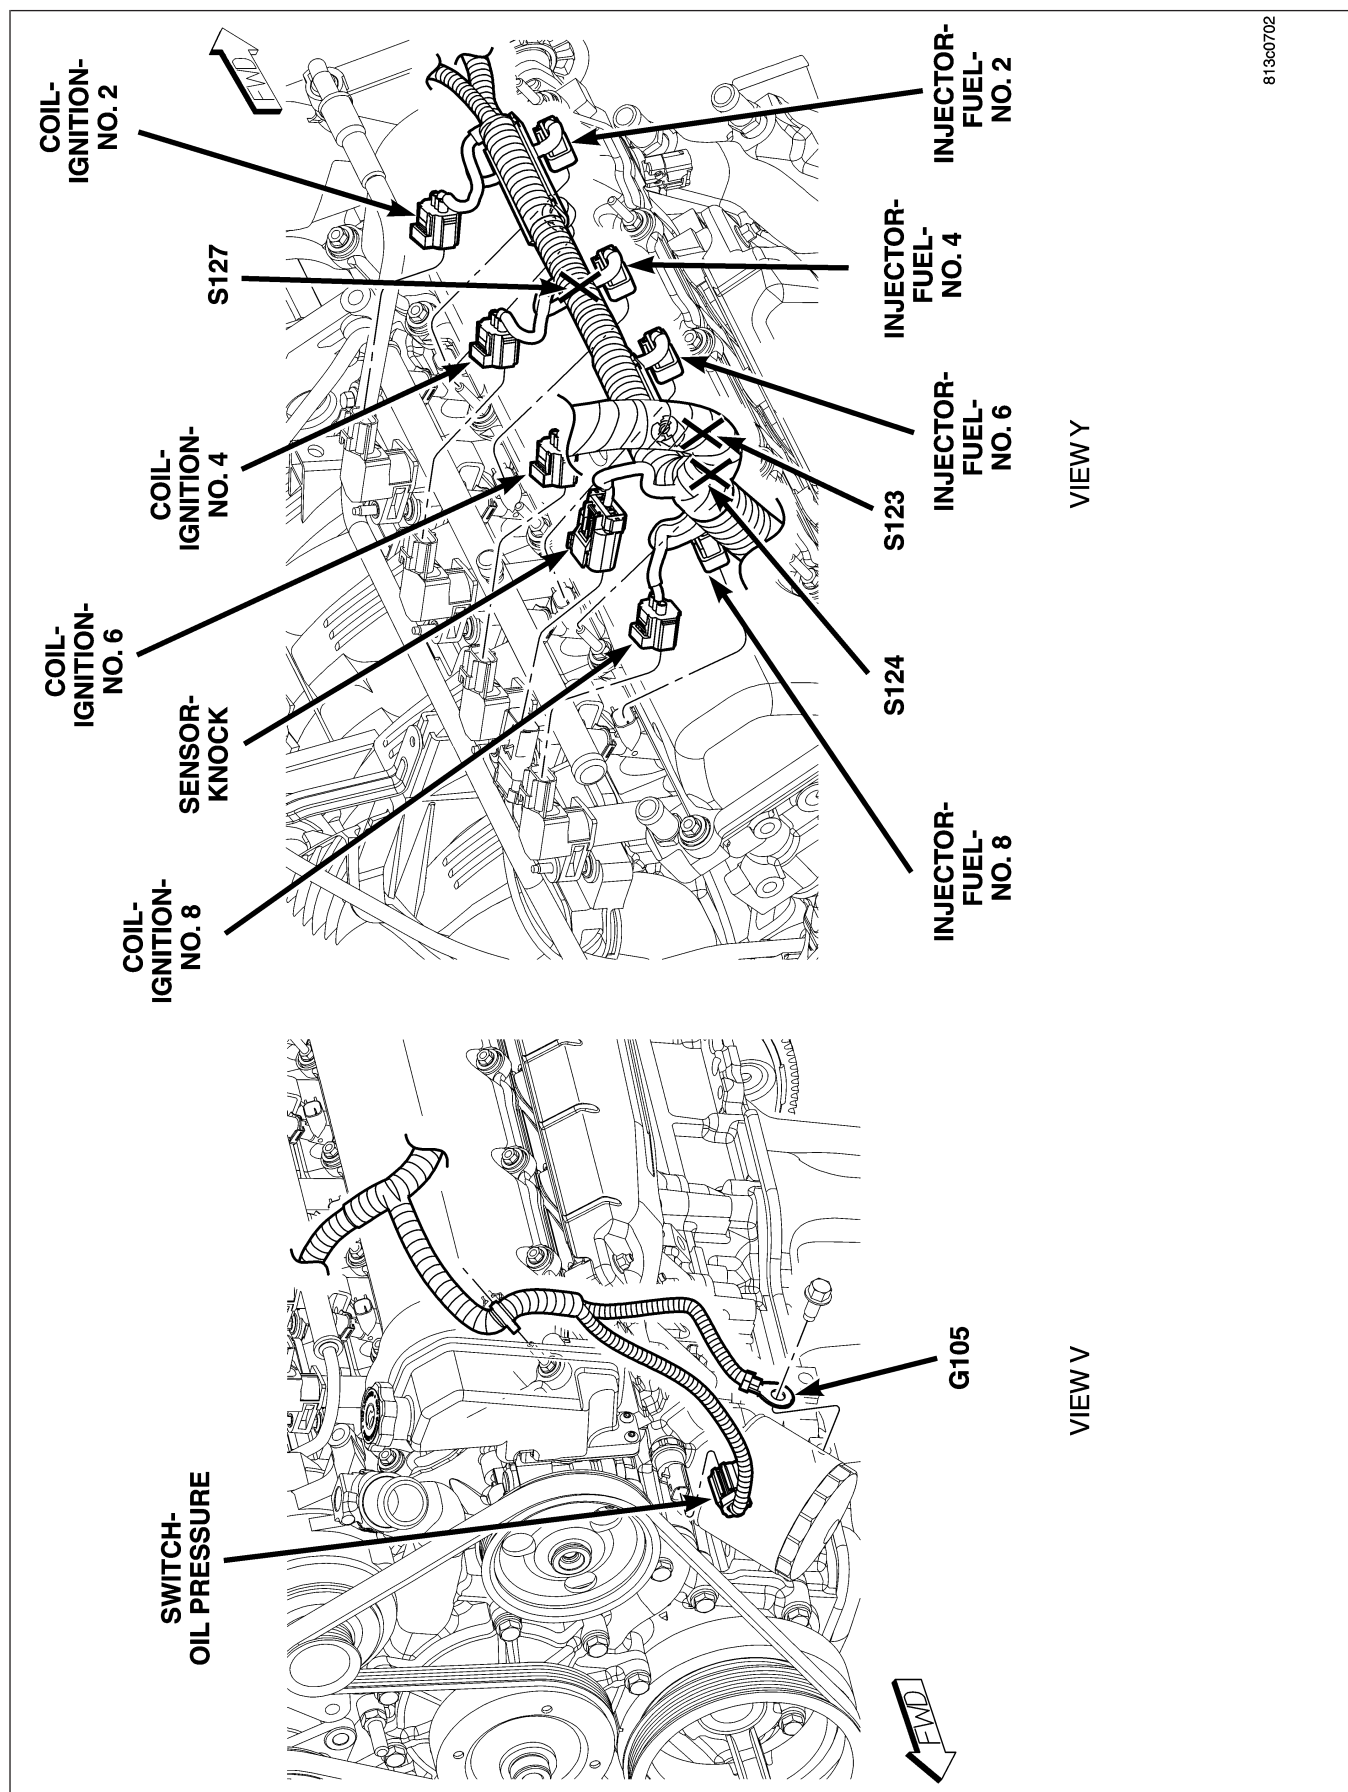 SWITCH-
OIL PRESSURE
G105
FWD
VIEW V
COIL-
IGNITION-
NO. 8
SENSOR-
KNOCK
COIL-
IGNITION-
NO. 6
COIL-
IGNITION-
NO. 4
S127
COIL-
IGNITION-
NO. 2
FWD
INJECTOR-
FUEL-
NO. 8
S124
S123
INJECTOR-
FUEL-
NO. 6
INJECTOR-
FUEL-
NO. 4
INJECTOR-
FUEL-
NO. 2
VIEW Y
813c0702